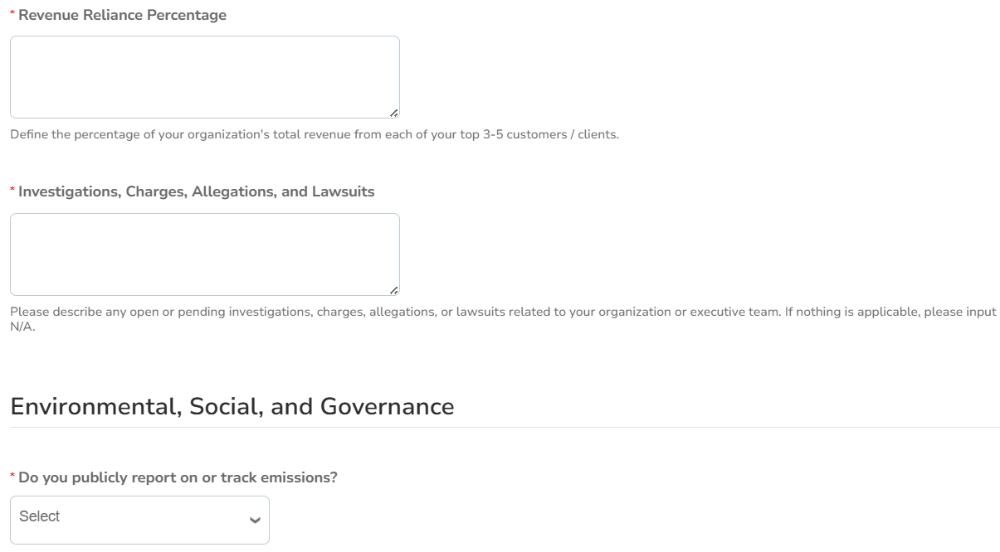 * Revenue Reliance Percentage
Define the percentage of your organization's total revenue from each of your top 3-5 customers / clients.
* Investigations, Charges, Allegations, and Lawsuits
Please describe any open or pending investigations, charges, allegations, or lawsuits related to your organization or executive team. If nothing is applicable, please input
N/A.
Environmental, Social, and Governance
* Do you publicly report on or track emissions?
Select